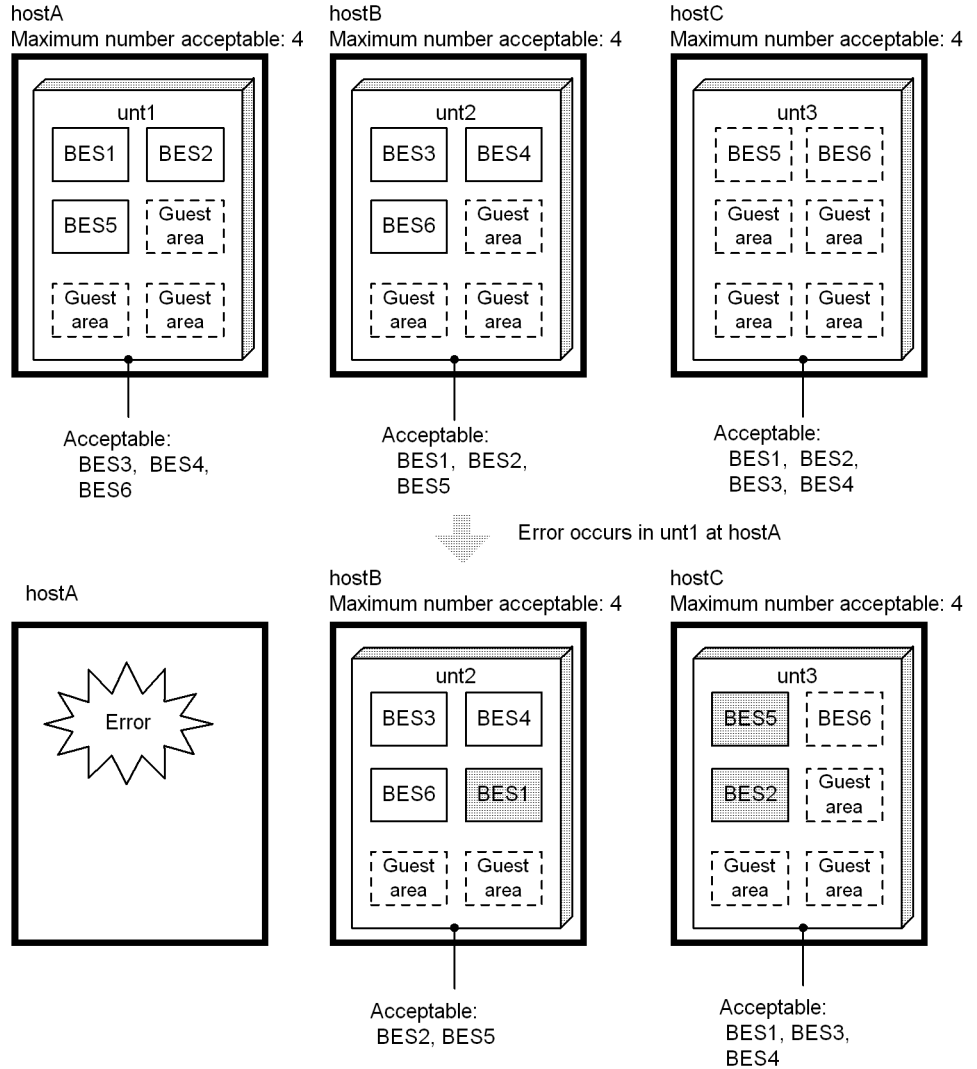 hostA
Maximum number acceptable: 4
unt1
BES1 BES2
BES5
Guest
area
Guest
area
Guest
area
Acceptable:
BES3, BES4,
BES6
hostB
Maximum number acceptable: 4
unt2
BES3 BES4
BES6
Guest
area
Guest
area
Guest
area
Acceptable:
BES1, BES2,
BES5
hostC
Maximum number acceptable: 4
unt3
BES5 BES6
Guest
area
Guest
area
Guest
area
Guest
area
Acceptable:
BES1, BES2,
BES3, BES4
Error occurs in unt1 at hostA
hostA
Error
hostB
Maximum number acceptable: 4
unt2
BES3 BES4
BES6 BES1
Guest
area
Guest
area
Acceptable:
BES2, BES5
hostC
Maximum number acceptable: 4
unt3
BES5 BES6
BES2
Guest
area
Guest
area
Guest
area
Acceptable:
BES1, BES3,
BES4